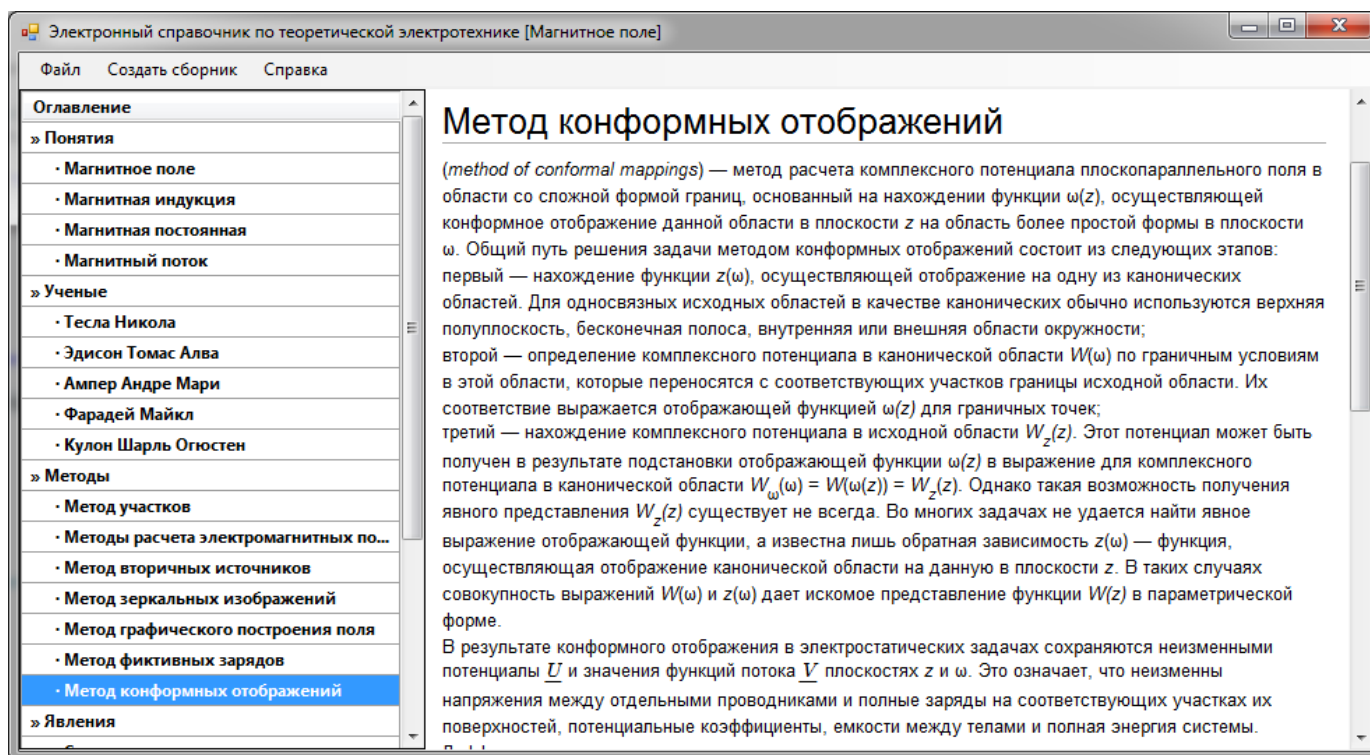 Электронный справочник по теоретической электротехнике [Магнитное поле]
Файл Создать сборник Справка
Оглавление
» Понятия
· Магнитное поле
· Магнитная индукция
· Магнитная постоянная
· Магнитный поток
» Ученые
· Тесла Никола
· Эдисон Томас Алва
· Ампер Андре Мари
· Фарадей Майкл
· Кулон Шарль Огюстен
» Методы
· Метод участков
· Методы расчета электромагнитных по...
· Метод вторичных источников
· Метод зеркальных изображений
· Метод графического построения поля
· Метод фиктивных зарядов
· Метод конформных отображений
» Явления
Метод конформных отображений
(method of conformal mappings) — метод расчета комплексного потенциала плоскопараллельного поля в
области со сложной формой границ, основанный на нахождении функции ω(z), осуществляющей
конформное отображение данной области в плоскости z на область более простой формы в плоскости
ω. Общий путь решения задачи методом конформных отображений состоит из следующих этапов:
первый — нахождение функции z(ω), осуществляющей отображение на одну из канонических
областей. Для односвязных исходных областей в качестве канонических обычно используются верхняя
полуплоскость, бесконечная полоса, внутренняя или внешняя области окружности;
второй — определение комплексного потенциала в канонической области W(ω) по граничным условиям
в этой области, которые переносятся с соответствующих участков границы исходной области. Их
соответствие выражается отображающей функцией ω(z) для граничных точек;
третий — нахождение комплексного потенциала в исходной области W_z(z). Этот потенциал может быть
получен в результате подстановки отображающей функции ω(z) в выражение для комплексного
потенциала в канонической области W_ω(ω) = W(ω(z)) = W_z(z). Однако такая возможность получения
явного представления W_z(z) существует не всегда. Во многих задачах не удается найти явное
выражение отображающей функции, а известна лишь обратная зависимость z(ω) — функция,
осуществляющая отображение канонической области на данную в плоскости z. В таких случаях
совокупность выражений W(ω) и z(ω) дает искомое представление функции W(z) в параметрической
форме.
В результате конформного отображения в электростатических задачах сохраняются неизменными
потенциалы U и значения функций потока V плоскостях z и ω. Это означает, что неизменны
напряжения между отдельными проводниками и полные заряды на соответствующих участках их
поверхностей, потенциальные коэффициенты, емкости между телами и полная энергия системы.